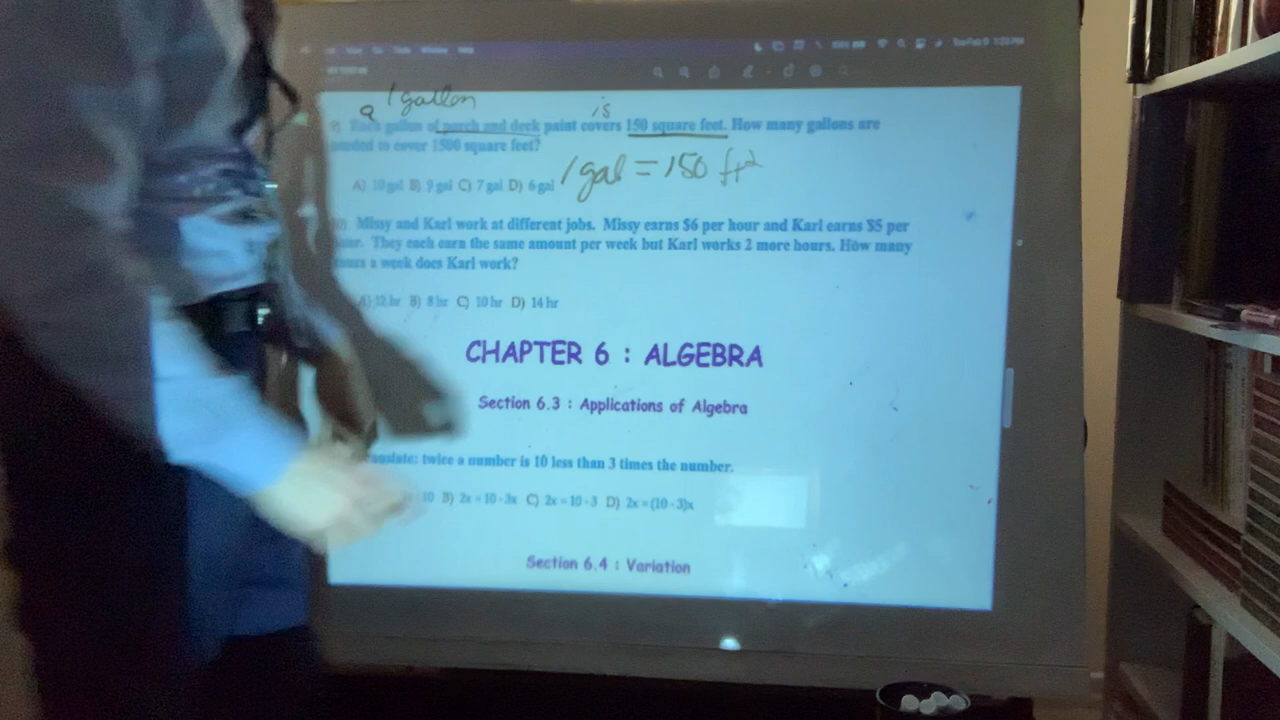 1 gallon is
gallon of porch and deck paint covers 150 square feet. How many gallons are
needed to cover 1500 square feet?
1 gal = 150 ft²
A) 10 gal B) 9 gal C) 7 gal D) 6 gal
Missy and Karl work at different jobs. Missy earns $6 per hour and Karl earns $5 per
They each earn the same amount per week but Karl works 2 more hours. How many
a week does Karl work?
A) 12 hr B) 8 hr C) 10 hr D) 14 hr
CHAPTER 6 : ALGEBRA
Section 6.3 : Applications of Algebra
twice a number is 10 less than 3 times the number.
10 B) 2x = 10 - 3x C) 2x = 10 - 3 D) 2x = (10 - 3)x
Section 6.4 : Variation